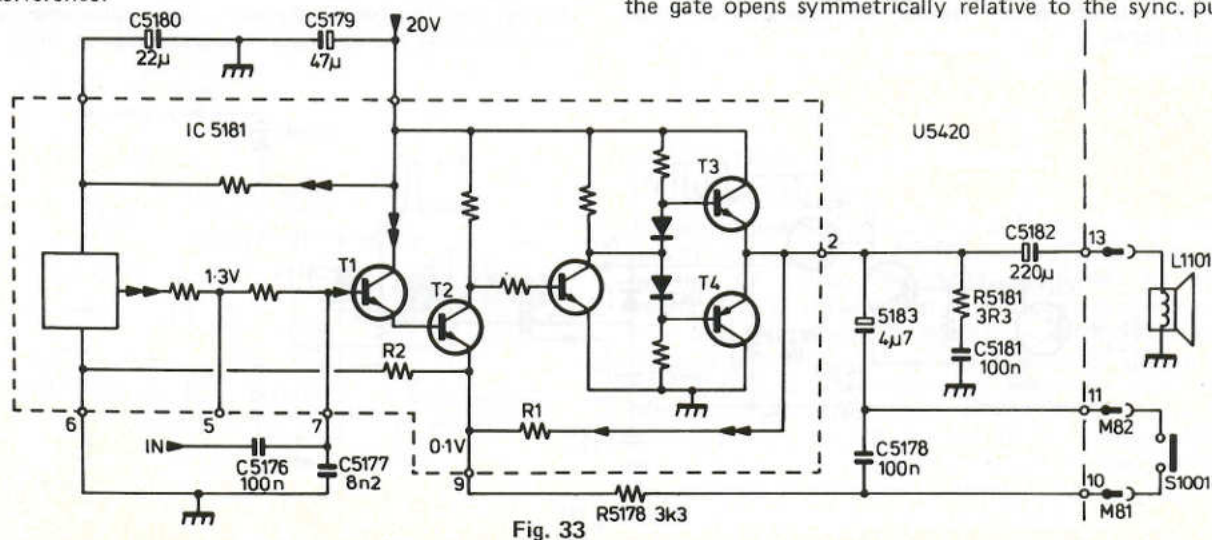 the gate opens symmetrically relative to the sync. pu
C5180
22μ
C5179
47μ
20V
IC 5181
U5420
T3
C5182
220μ
13
2
L1101
1·3V
T1
T2
T4
R5181
3R3
5183
4μ7
C5181
100n
R2
6
5
7
R1
11
M82
0·1V
IN
C5176
100n
C5177
8n2
9
C5178
100n
S1001
10
M81
R5178 3k3
Fig. 33